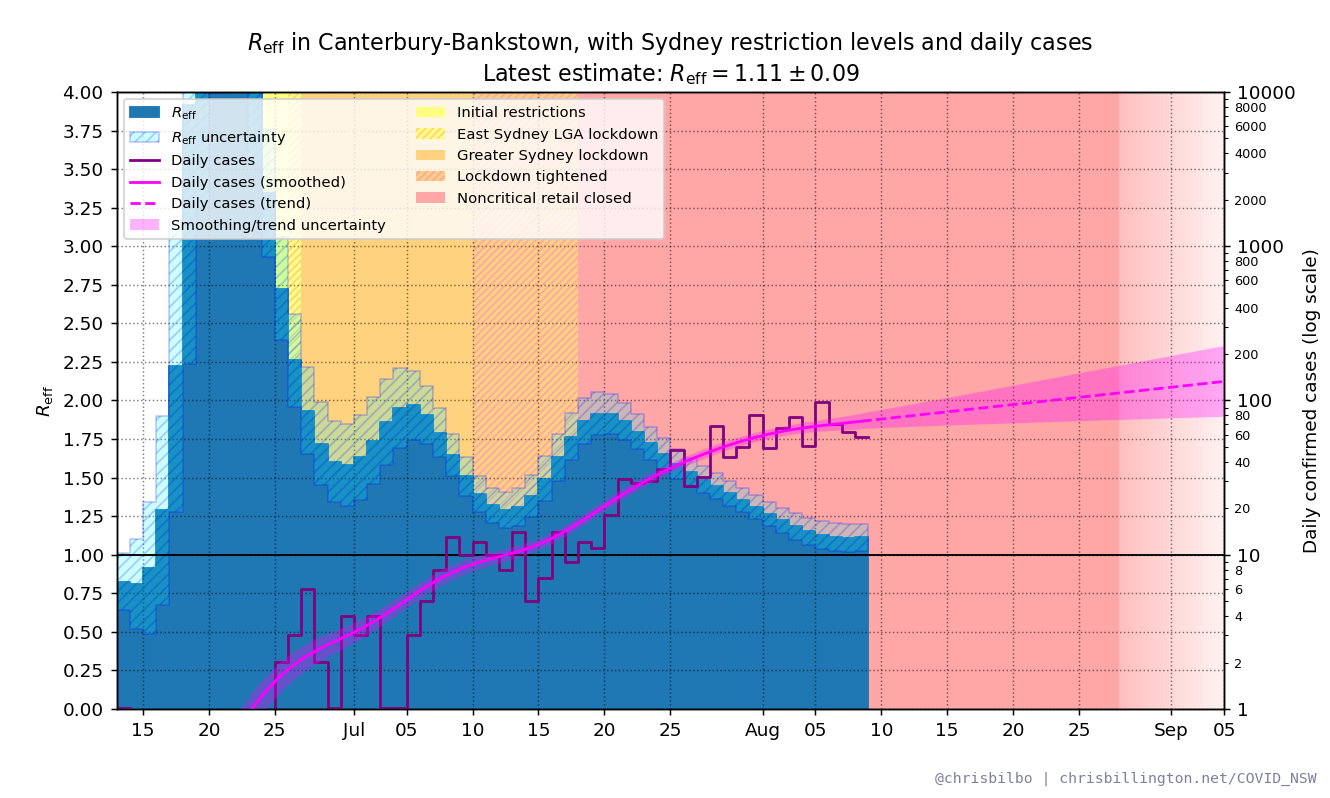 Reff in Canterbury-Bankstown, with Sydney restriction levels and daily cases
Latest estimate: Reff = 1.11 ± 0.09
Reff
Reff uncertainty
Daily cases
Daily cases (smoothed)
Daily cases (trend)
Smoothing/trend uncertainty
Initial restrictions
East Sydney LGA lockdown
Greater Sydney lockdown
Lockdown tightened
Noncritical retail closed
Reff
4.00
3.75
3.50
3.25
3.00
2.75
2.50
2.25
2.00
1.75
1.50
1.25
1.00
0.75
0.50
0.25
0.00
10000
8000
6000
4000
2000
1000
800
600
400
200
100
80
60
40
20
10
8
6
4
2
1
Daily confirmed cases (log scale)
15 20 25 Jul 05 10 15 20 25 Aug 05 10 15 20 25 Sep 05
@chrisbilbo | chrisbillington.net/COVID_NSW